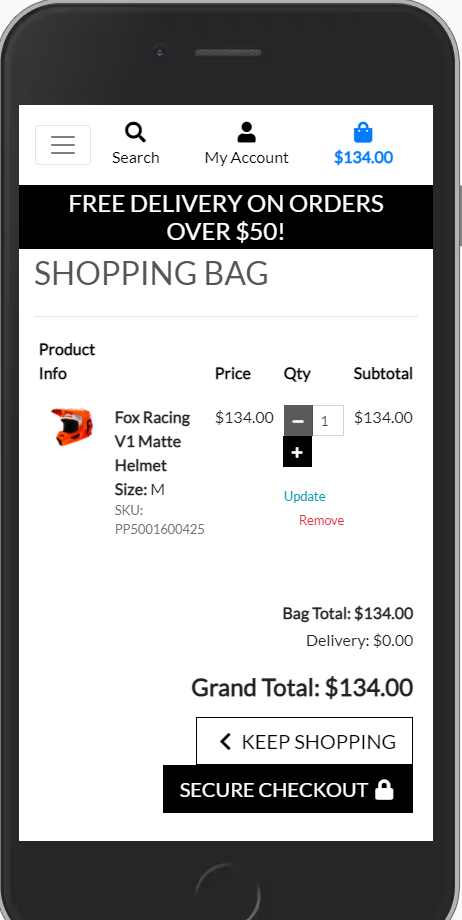 Search
My Account
$134.00
FREE DELIVERY ON ORDERS
OVER $50!
SHOPPING BAG
Product
Info
Price
Qty
Subtotal
Fox Racing
V1 Matte
Helmet
Size: M
SKU:
PP5001600425
$134.00
1
$134.00
Update
Remove
Bag Total: $134.00
Delivery: $0.00
Grand Total: $134.00
KEEP SHOPPING
SECURE CHECKOUT